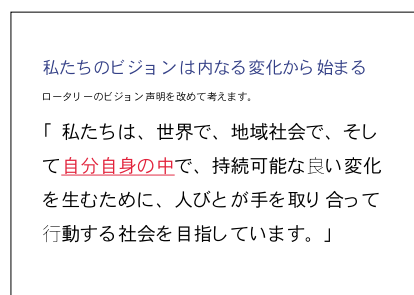 私たちのビジョンは内なる変化から始まる
ロータリーのビジョン声明を改めて考えます。
「 私たちは、世界で、地域社会で、そし
て自分自身の中で、持続可能な良い変化
を生むために、人びとが手を取り合って
行動する社会を目指しています。」